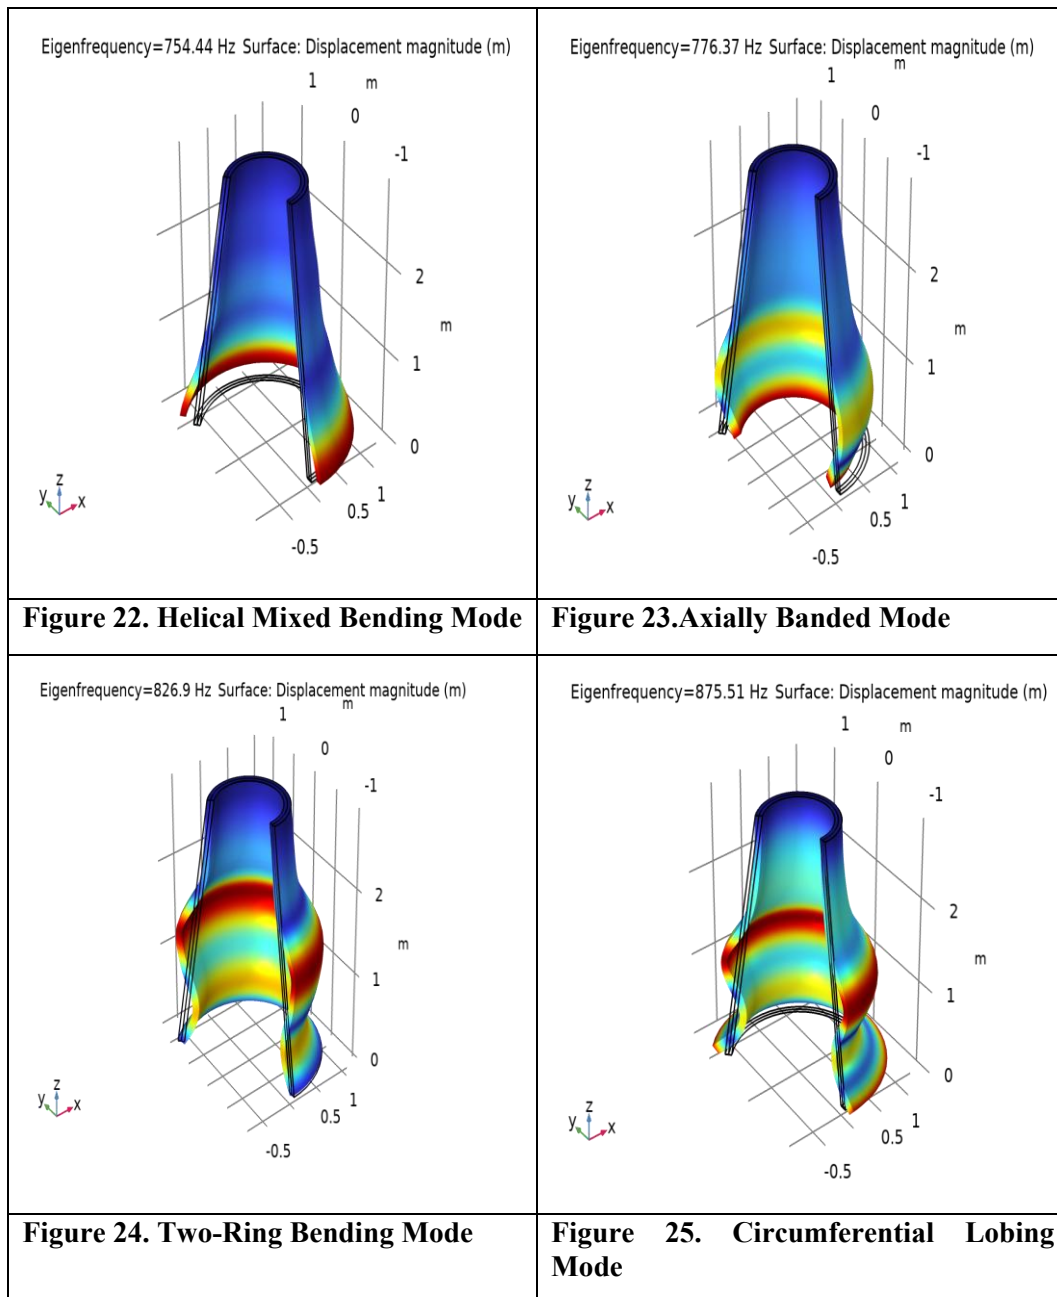 Eigenfrequency=754.44 Hz Surface: Displacement magnitude (m)
1
m
0
-1
2
m
1
0
1
0.5
-0.5
z
y
x
Figure 22. Helical Mixed Bending Mode
Eigenfrequency=776.37 Hz Surface: Displacement magnitude (m)
m
1
0
-1
2
m
1
0
1
0.5
-0.5
z
y
x
Figure 23.Axially Banded Mode
Eigenfrequency=826.9 Hz Surface: Displacement magnitude (m)
m
1
0
-1
2
m
1
0
1
0.5
-0.5
z
y
x
Figure 24. Two-Ring Bending Mode
Eigenfrequency=875.51 Hz Surface: Displacement magnitude (m)
1
m
0
-1
2
m
1
0
1
0.5
-0.5
z
y
x
Figure 25. Circumferential Lobing
Mode